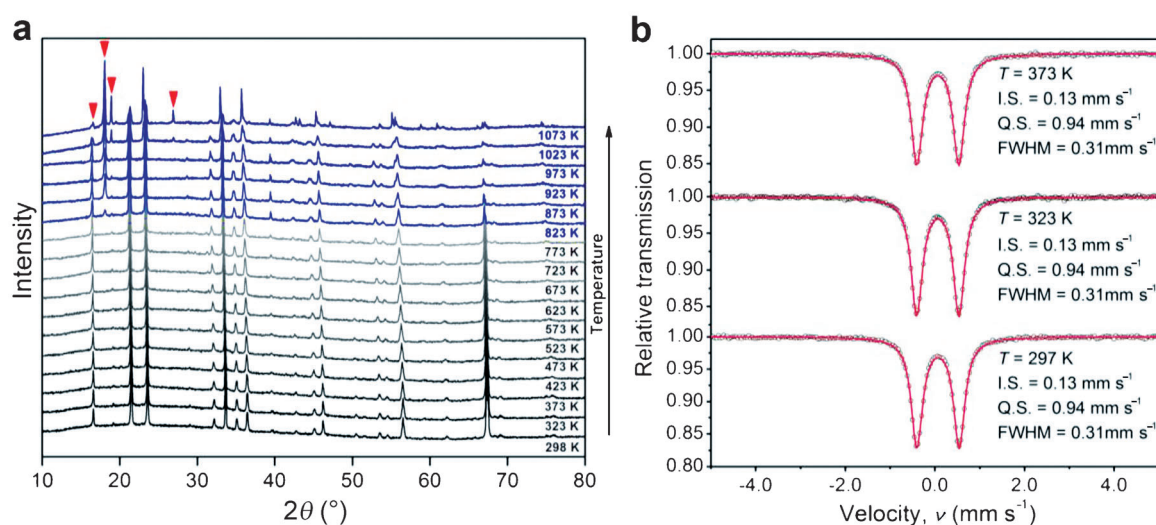 a
Intensity
1073 K
1023 K
973 K
923 K
873 K
823 K
773 K
723 K
673 K
623 K
573 K
523 K
473 K
423 K
373 K
323 K
298 K
Temperature
10 20 30 40 50 60 70 80
2θ (°)
b
Relative transmission
1.00
0.95
0.90
0.85
T = 373 K
I.S. = 0.13 mm s⁻¹
Q.S. = 0.94 mm s⁻¹
FWHM = 0.31mm s⁻¹
1.00
0.95
0.90
0.85
T = 323 K
I.S. = 0.13 mm s⁻¹
Q.S. = 0.94 mm s⁻¹
FWHM = 0.31mm s⁻¹
1.00
0.95
0.90
0.85
0.80
T = 297 K
I.S. = 0.13 mm s⁻¹
Q.S. = 0.94 mm s⁻¹
FWHM = 0.31mm s⁻¹
-4.0 -2.0 0.0 2.0 4.0
Velocity, v (mm s⁻¹)